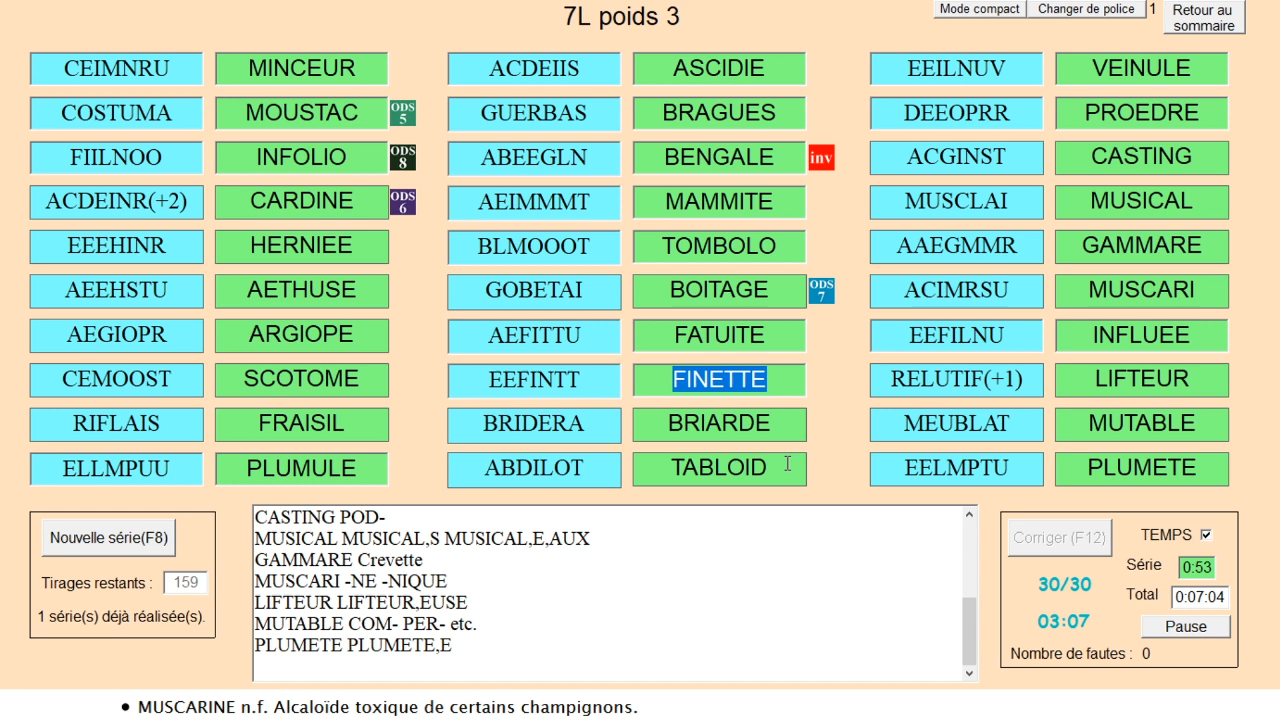 7L poids 3
Mode compact
Changer de police
1
Retour au
sommaire
CEIMNRU MINCEUR
COSTUMA MOUSTAC ODS 5
FIILNOO INFOLIO ODS 8
ACDEINR(+2) CARDINE ODS 6
EEEHINR HERNIEE
AEEHSTU AETHUSE
AEGIOPR ARGIOPE
CEMOOST SCOTOME
RIFLAIS FRAISIL
ELLMPUU PLUMULE
ACDEIIS ASCIDIE
GUERBAS BRAGUES
ABEEGLN BENGALE inv
AEIMMMT MAMMITE
BLMOOOT TOMBOLO
GOBETAI BOITAGE ODS 7
AEFITTU FATUITE
EEFINTT FINETTE
BRIDERA BRIARDE
ABDILOT TABLOID
EEILNUV VEINULE
DEEOPRR PROEDRE
ACGINST CASTING
MUSCLAI MUSICAL
AAEGMMR GAMMARE
ACIMRSU MUSCARI
EEFILNU INFLUEE
RELUTIF(+1) LIFTEUR
MEUBLAT MUTABLE
EELMPTU PLUMETE
Nouvelle série(F8)
Tirages restants : 159
1 série(s) déjà réalisée(s).
CASTING POD-
MUSICAL MUSICAL,S MUSICAL,E,AUX
GAMMARE Crevette
MUSCARI -NE -NIQUE
LIFTEUR LIFTEUR,EUSE
MUTABLE COM- PER- etc.
PLUMETE PLUMETE,E
Corriger (F12)
TEMPS
Série 0:53
30/30
Total 0:07:04
03:07
Pause
Nombre de fautes : 0
• MUSCARINE n.f. Alcaloïde toxique de certains champignons.